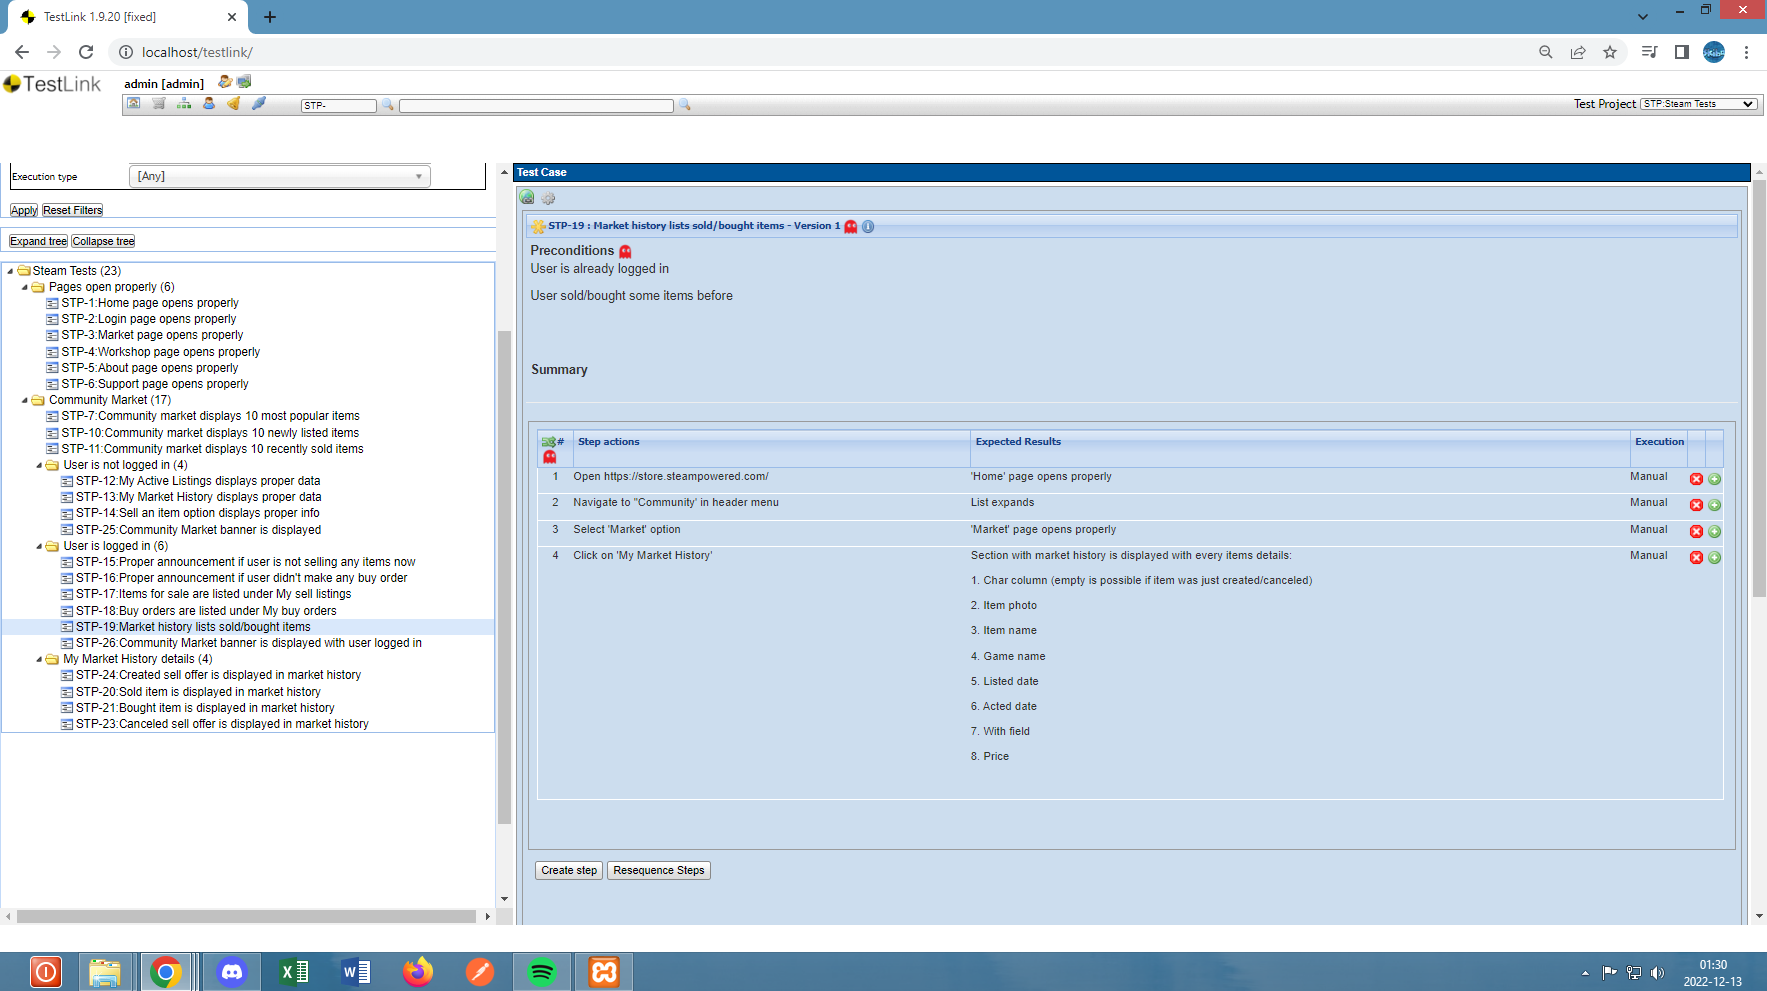 TestLink 1.9.20 [fixed]
localhost/testlink/
TestLink
admin [admin]
STP-
Test Project STP:Steam Tests
Execution type
[Any]
Apply Reset Filters
Expand tree Collapse tree
Steam Tests (23)
Pages open properly (6)
STP-1:Home page opens properly
STP-2:Login page opens properly
STP-3:Market page opens properly
STP-4:Workshop page opens properly
STP-5:About page opens properly
STP-6:Support page opens properly
Community Market (17)
STP-7:Community market displays 10 most popular items
STP-10:Community market displays 10 newly listed items
STP-11:Community market displays 10 recently sold items
User is not logged in (4)
STP-12:My Active Listings displays proper data
STP-13:My Market History displays proper data
STP-14:Sell an item option displays proper info
STP-25:Community Market banner is displayed
User is logged in (6)
STP-15:Proper announcement if user is not selling any items now
STP-16:Proper announcement if user didn't make any buy order
STP-17:Items for sale are listed under My sell listings
STP-18:Buy orders are listed under My buy orders
STP-19:Market history lists sold/bought items
STP-26:Community Market banner is displayed with user logged in
My Market History details (4)
STP-24:Created sell offer is displayed in market history
STP-20:Sold item is displayed in market history
STP-21:Bought item is displayed in market history
STP-23:Canceled sell offer is displayed in market history
Test Case
STP-19 : Market history lists sold/bought items - Version 1
Preconditions
User is already logged in
User sold/bought some items before
Summary
# Step actions Expected Results Execution
1 Open https://store.steampowered.com/ 'Home' page opens properly Manual
2 Navigate to "Community' in header menu List expands Manual
3 Select 'Market' option 'Market' page opens properly Manual
4 Click on 'My Market History' Section with market history is displayed with every items details: Manual
1. Char column (empty is possible if item was just created/canceled)
2. Item photo
3. Item name
4. Game name
5. Listed date
6. Acted date
7. With field
8. Price
Create step Resequence Steps
01:30
2022-12-13